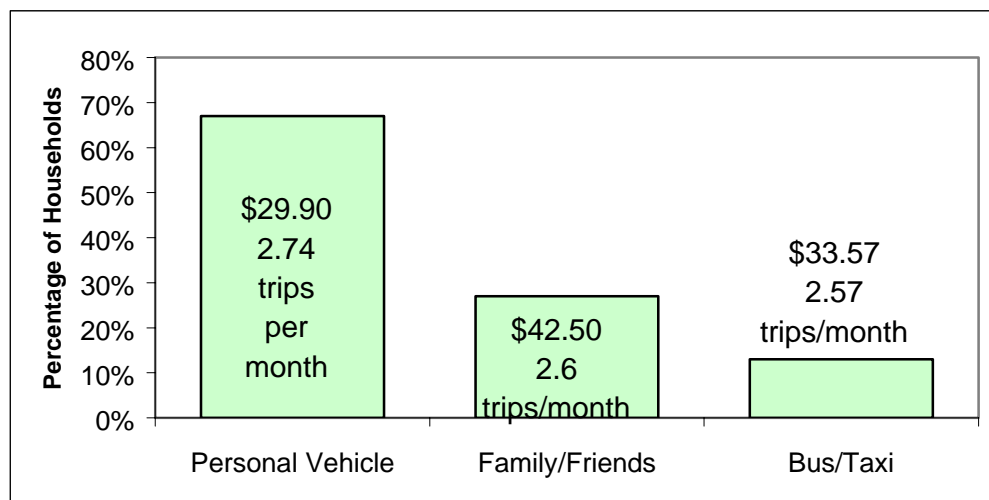 Percentage of Households
80%
70%
60%
50%
40%
30%
20%
10%
0%
$29.90
2.74
trips
per
month
$42.50
2.6
trips/month
$33.57
2.57
trips/month
Personal Vehicle
Family/Friends
Bus/Taxi